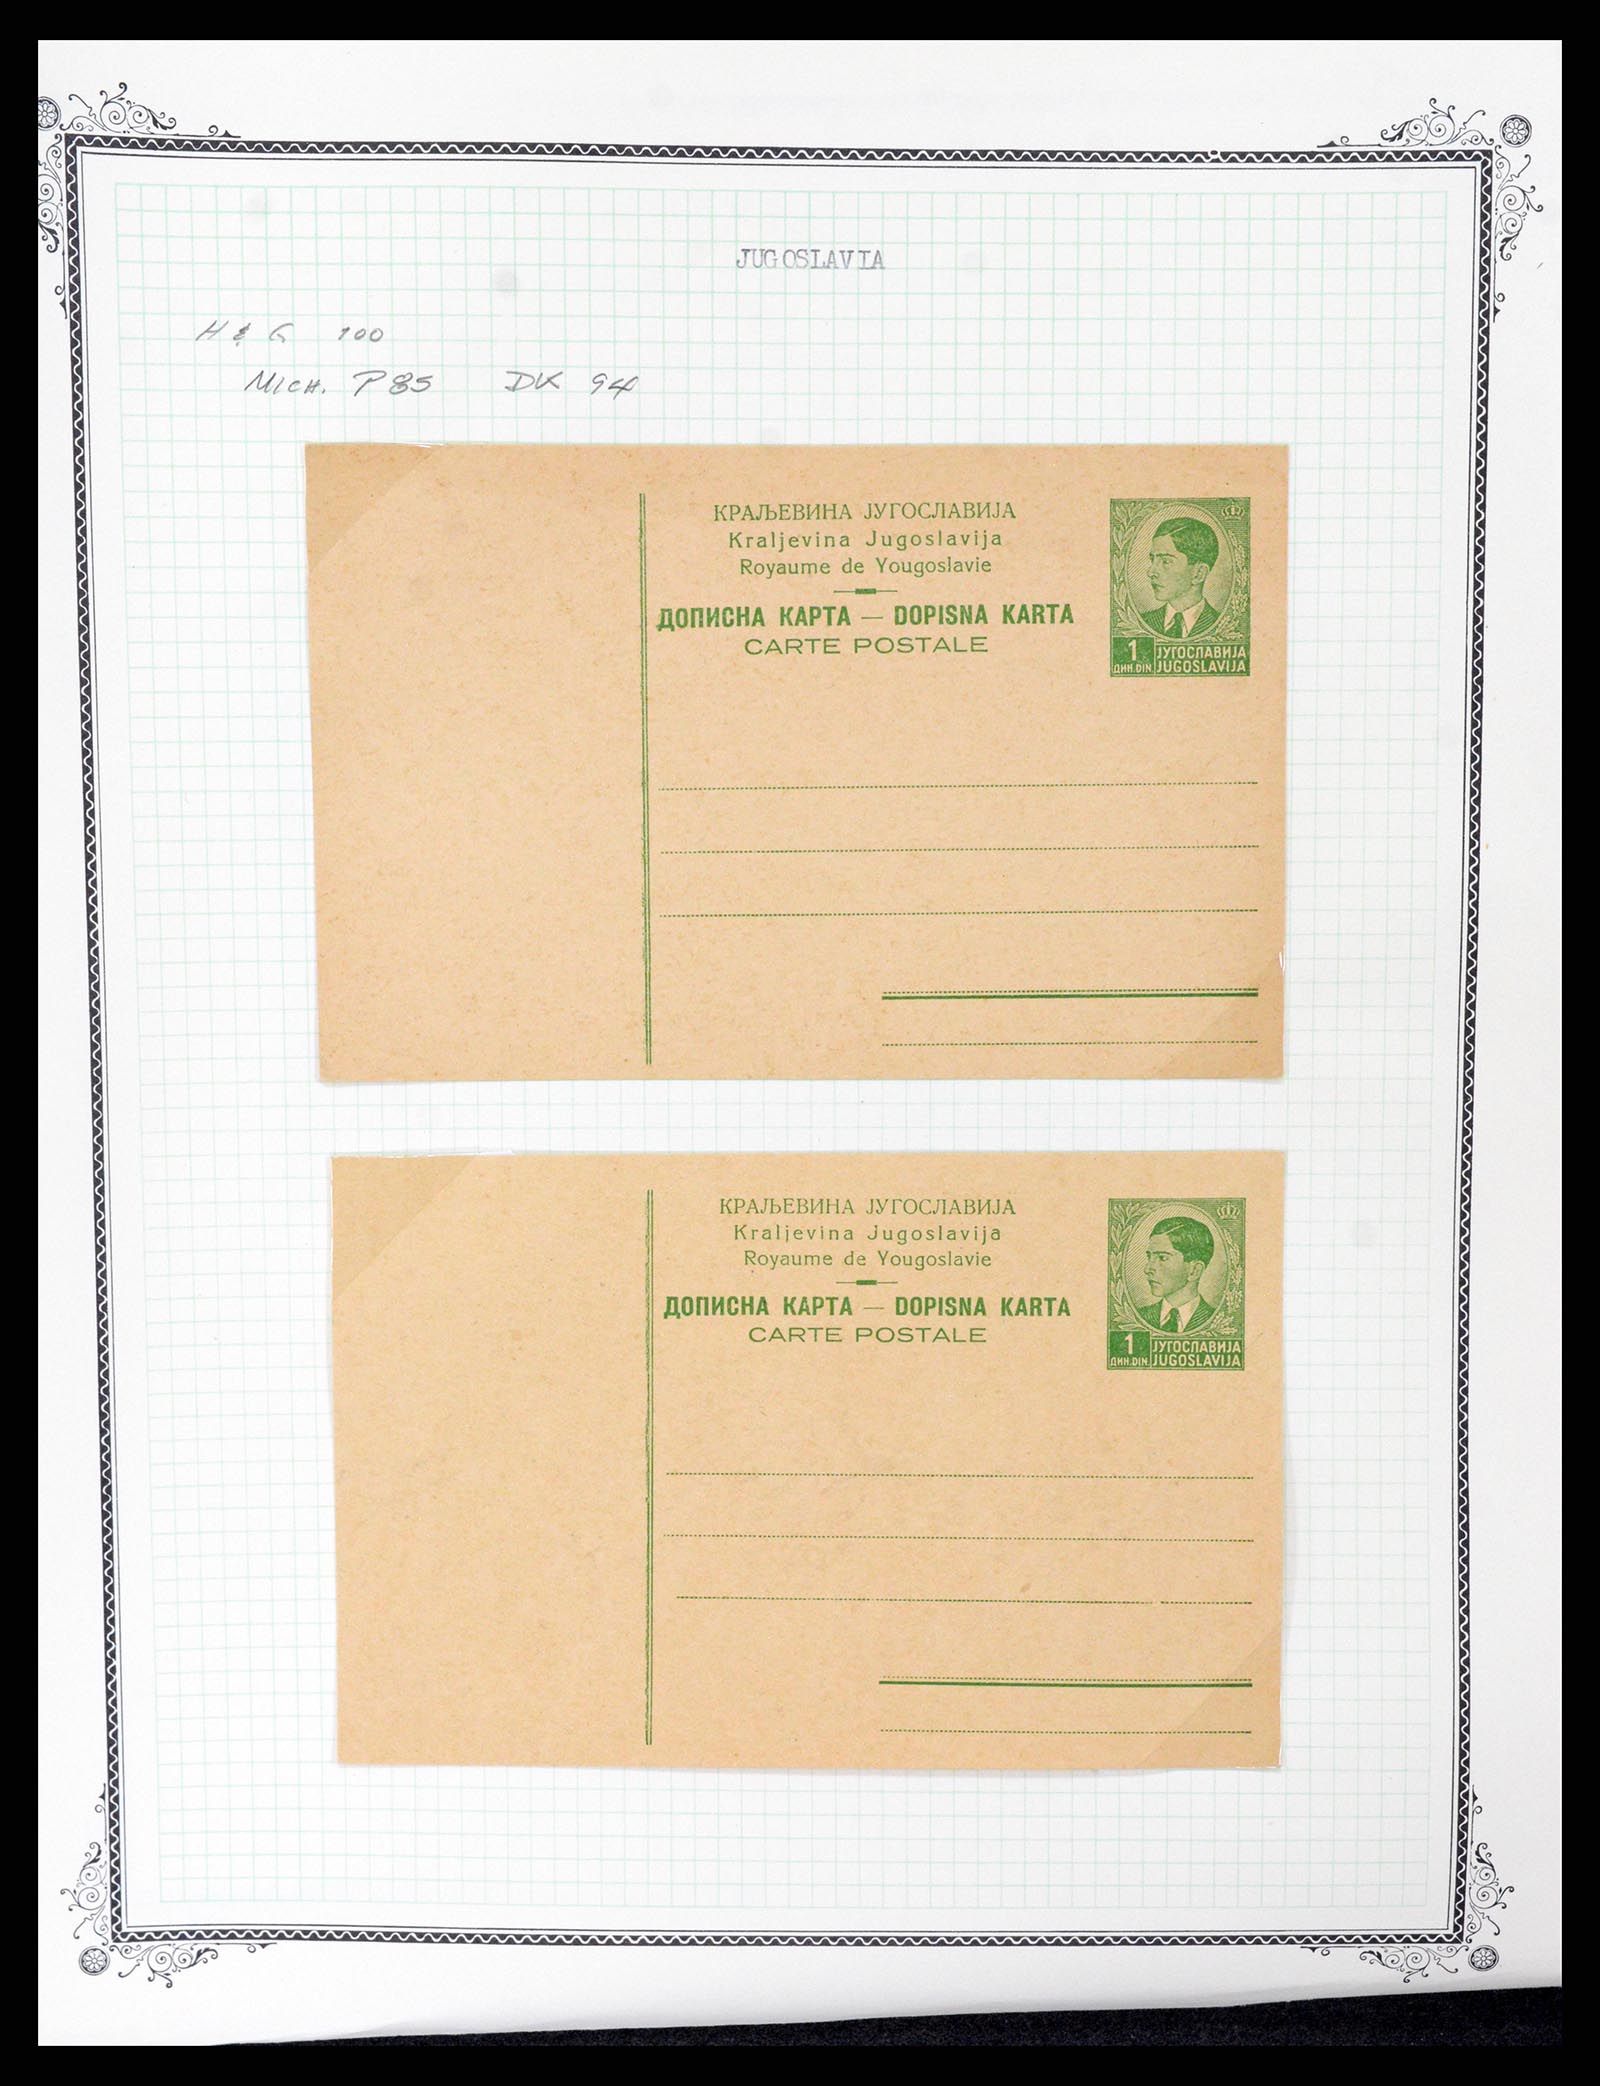 JUGOSLAVIA
H & G 100
Mich. P85 DK 94
КРАЉЕВИНА ЈУГОСЛАВИЈА
Kraljevina Jugoslavija
Royaume de Yougoslavie
ДОПИСНА КАРТА — DOPISNA KARTA
CARTE POSTALE
1 ЈУГОСЛАВИЈА
ДИН.DIN JUGOSLAVIJA
КРАЉЕВИНА ЈУГОСЛАВИЈА
Kraljevina Jugoslavija
Royaume de Yougoslavie
ДОПИСНА КАРТА — DOPISNA KARTA
CARTE POSTALE
1 ЈУГОСЛАВИЈА
ДИН.DIN JUGOSLAVIJA